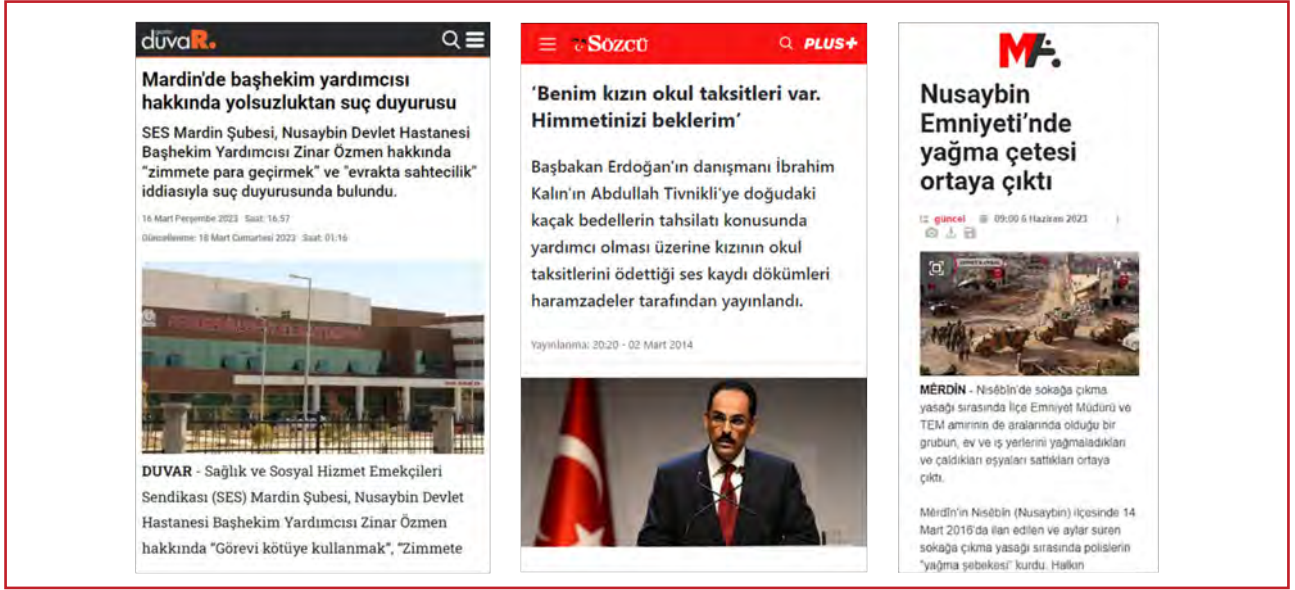 gazete
duvaR.
Mardin'de başhekim yardımcısı
hakkında yolsuzluktan suç duyurusu
SES Mardin Şubesi, Nusaybin Devlet Hastanesi
Başhekim Yardımcısı Zinar Özmen hakkında
"zimmete para geçirmek" ve "evrakta sahtecilik"
iddiasıyla suç duyurusunda bulundu.
16 Mart Perşembe 2023 Saat: 16:57
Güncellenme: 18 Mart Cumartesi 2023 Saat: 01:16
DUVAR - Sağlık ve Sosyal Hizmet Emekçileri
Sendikası (SES) Mardin Şubesi, Nusaybin Devlet
Hastanesi Başhekim Yardımcısı Zinar Özmen
hakkında "Görevi kötüye kullanmak", "Zimmete
Sözcü
PLUS+
'Benim kızın okul taksitleri var.
Himmetinizi beklerim'
Başbakan Erdoğan'ın danışmanı İbrahim
Kalın'ın Abdullah Tivnikli'ye doğudaki
kaçak bedellerin tahsilatı konusunda
yardımcı olması üzerine kızının okul
taksitlerini ödettiği ses kaydı dökümleri
haramzadeler tarafından yayınlandı.
Yayınlanma: 20:20 - 02 Mart 2014
MA.
Nusaybin
Emniyeti'nde
yağma çetesi
ortaya çıktı
güncel 09:00 6 Haziran 2023
MÊRDİN - Nisêbîn'de sokağa çıkma
yasağı sırasında İlçe Emniyet Müdürü ve
TEM amirinin de aralarında olduğu bir
grubun, ev ve iş yerlerini yağmaladıkları
ve çaldıkları eşyaları sattıkları ortaya
çıktı.
Mêrdîn'in Nisêbîn (Nusaybin) ilçesinde 14
Mart 2016'da ilan edilen ve aylar süren
sokağa çıkma yasağı sırasında polislerin
"yağma şebekesi" kurdu. Halkın